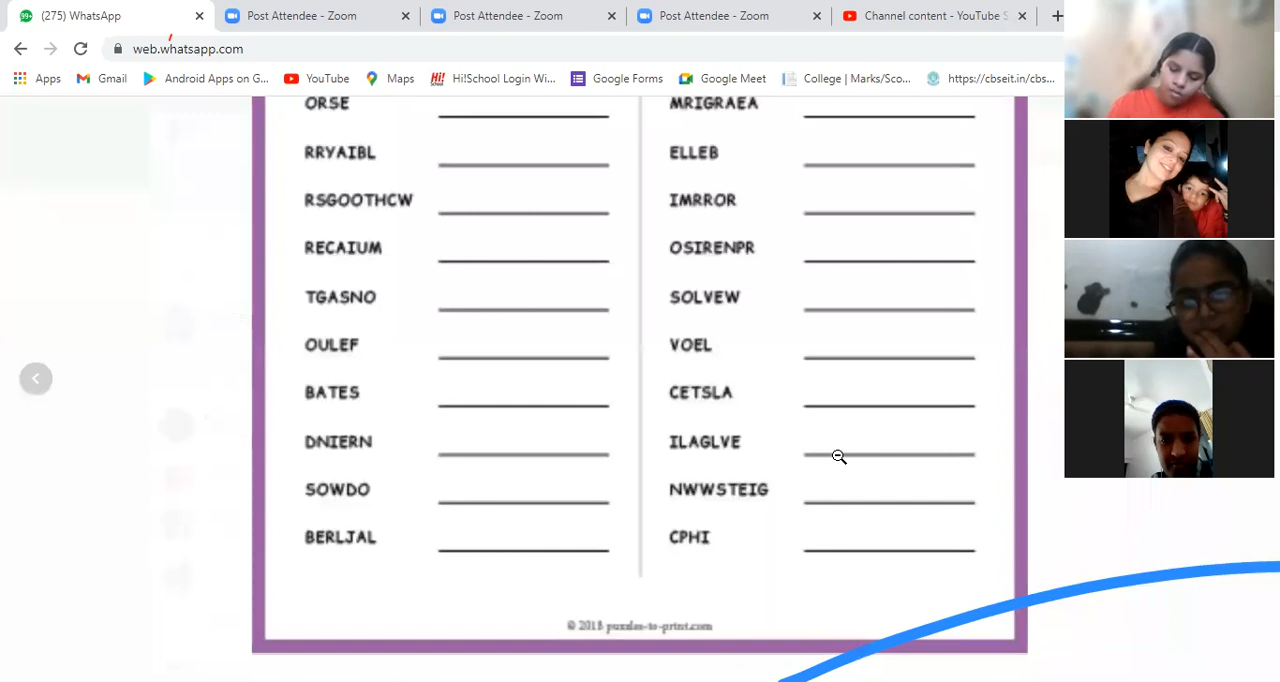 (275) WhatsApp
Post Attendee - Zoom
Post Attendee - Zoom
Post Attendee - Zoom
Channel content - YouTube S
web.whatsapp.com
Apps
Gmail
Android Apps on G...
YouTube
Maps
Hi! Hi!School Login Wi...
Google Forms
Google Meet
College | Marks/Sco...
https://cbseit.in/cbs...
99+
ORSE
RRYAIBL
RSGOOTHCW
RECAIUM
TGASNO
OULEF
BATES
DNIERN
SOWDO
BERLJAL
MRIGRAEA
ELLEB
IMRROR
OSIRENPR
SOLVEW
VOEL
CETSLA
ILAGLVE
NWWSTEIG
CPHI
© 2013 puzzles-to-print.com